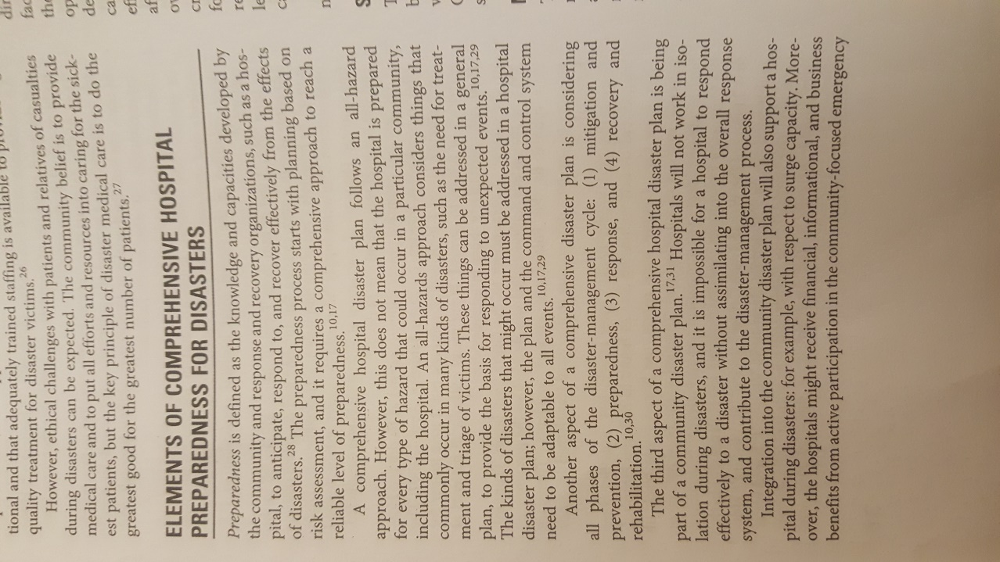 tional and that adequately trained staffing is available to
quality treatment for disaster victims.26
However, ethical challenges with patients and relatives of casualties
during disasters can be expected. The community belief is to provide
medical care and to put all efforts and resources into caring for the sick-
est patients, but the key principle of disaster medical care is to do the
greatest good for the greatest number of patients.27
ELEMENTS OF COMPREHENSIVE HOSPITAL
PREPAREDNESS FOR DISASTERS
Preparedness is defined as the knowledge and capacities developed by
the community and response and recovery organizations, such as a hos-
pital, to anticipate, respond to, and recover effectively from the effects
of disasters.28 The preparedness process starts with planning based on
risk assessment, and it requires a comprehensive approach to reach a
reliable level of preparedness.10,17
A comprehensive hospital disaster plan follows an all-hazard
approach. However, this does not mean that the hospital is prepared
for every type of hazard that could occur in a particular community,
including the hospital. An all-hazards approach considers things that
commonly occur in many kinds of disasters, such as the need for treat-
ment and triage of victims. These things can be addressed in a general
plan, to provide the basis for responding to unexpected events.10,17,29
The kinds of disasters that might occur must be addressed in a hospital
disaster plan; however, the plan and the command and control system
need to be adaptable to all events.10,17,29
Another aspect of a comprehensive disaster plan is considering
all phases of the disaster-management cycle: (1) mitigation and
prevention, (2) preparedness, (3) response, and (4) recovery and
rehabilitation.10,30
The third aspect of a comprehensive hospital disaster plan is being
part of a community disaster plan.17,31 Hospitals will not work in iso-
lation during disasters, and it is impossible for a hospital to respond
effectively to a disaster without assimilating into the overall response
system, and contribute to the disaster-management process.
Integration into the community disaster plan will also support a hos-
pital during disasters: for example, with respect to surge capacity. More-
over, the hospitals might receive financial, informational, and business
benefits from active participation in the community-focused emergency